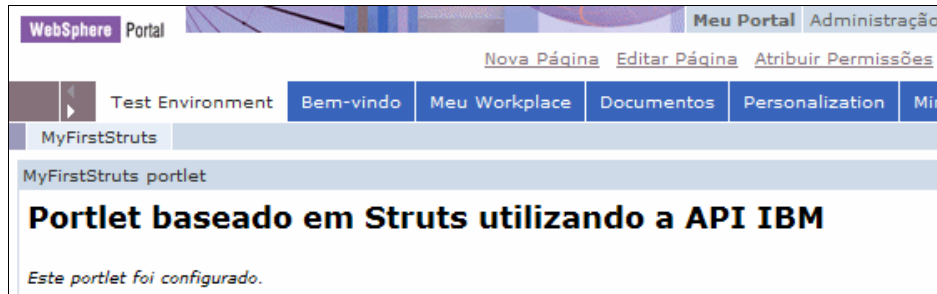 WebSphere Portal
Meu Portal Administração
Nova Página Editar Página Atribuir Permissões
Test Environment Bem-vindo Meu Workplace Documentos Personalization
MyFirstStruts
MyFirstStruts portlet
Portlet baseado em Struts utilizando a API IBM
Este portlet foi configurado.